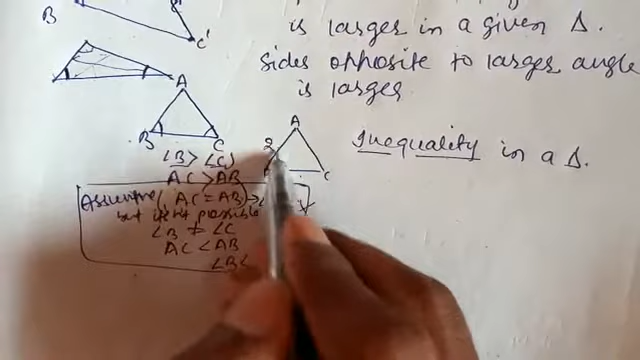 B
C'
is larger in a given Δ.
sides opposite to larger angle
is larger
A
B
C
∠B > ∠C
AC > AB
A
C
Inequality in a Δ.
Assume, AC = AB
but it is not possible
∠B ≠ ∠C
AC < AB
∠B <